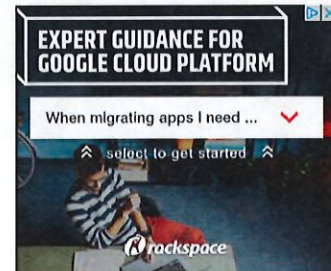 EXPERT GUIDANCE FOR
GOOGLE CLOUD PLATFORM
When migrating apps I need ...
select to get started
rackspace